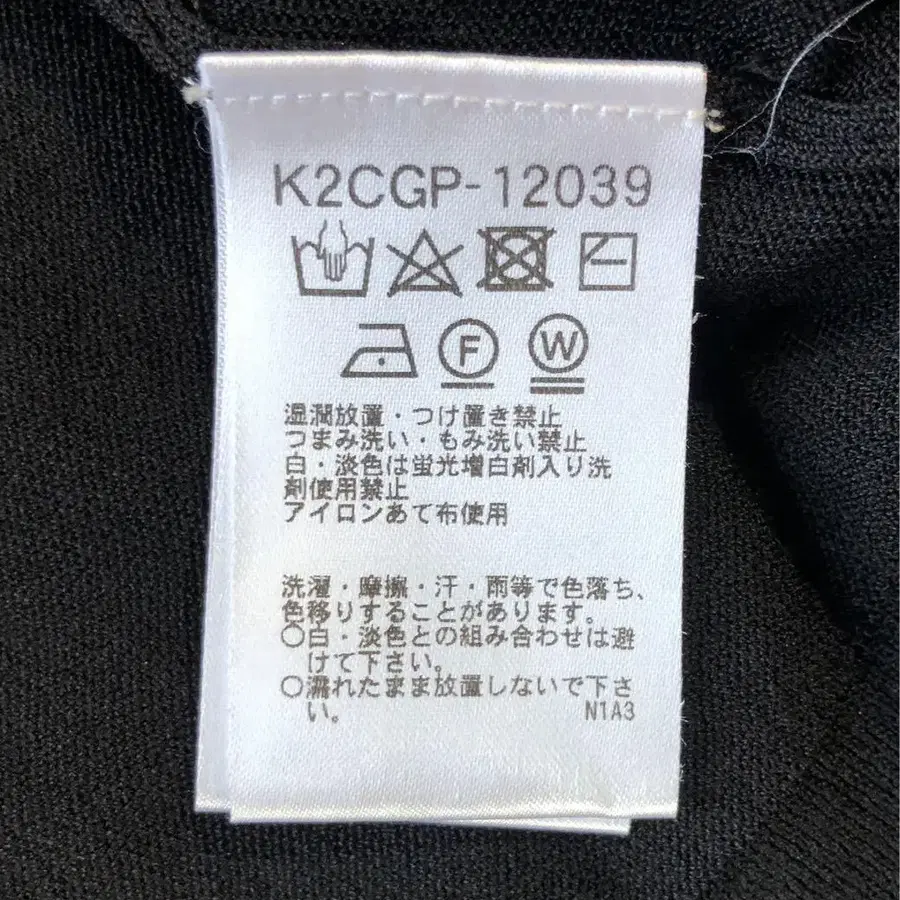 K2CGP-12039
F W
湿潤放置・つけ置き禁止
つまみ洗い・もみ洗い禁止
白・淡色は蛍光増白剤入り洗
剤使用禁止
アイロンあて布使用
洗濯・摩擦・汗・雨等で色落ち、
色移りすることがあります。
○白・淡色との組み合わせは避
けて下さい。
○濡れたまま放置しないで下さ
い。 N1A3